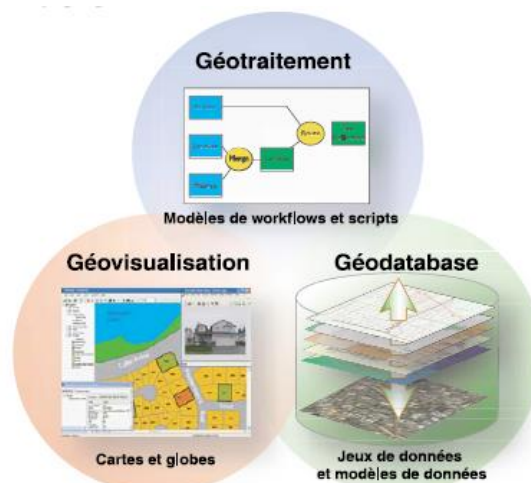 Géotraitement
Merge
Modèles de workflows et scripts
Géovisualisation
Géodatabase
Cartes et globes
Jeux de données
et modèles de données